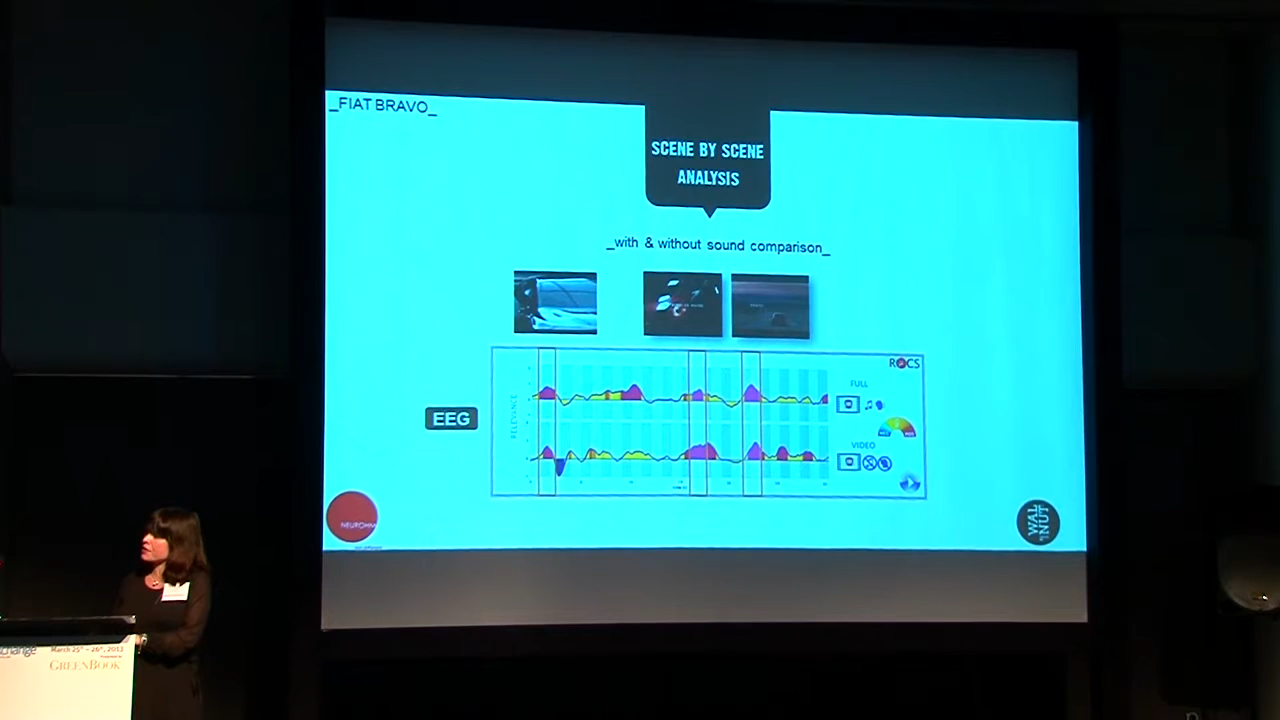 _FIAT BRAVO_
SCENE BY SCENE
ANALYSIS
_with & without sound comparison_
ROCS
FULL
RELEVANCE
EEG
VIDEO
NEUROHM
WAL
NUT
change
March 25th - 26th, 2013
GREENBOOK